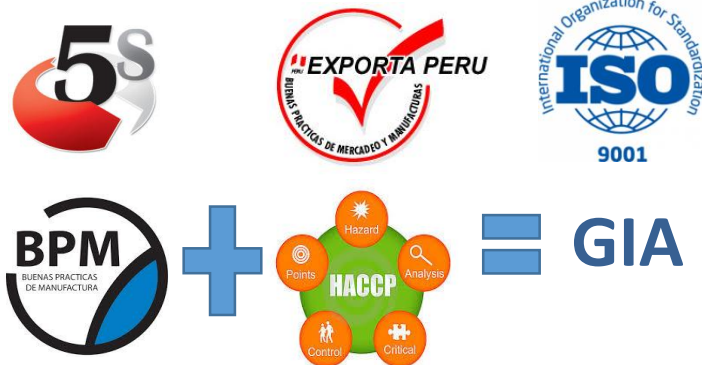 5S
PERU
EXPORTA PERU
BUENAS PRACTICAS DE MERCADEO Y MANUFACTURAS
International Organization for Standardization
ISO
9001
BPM
BUENAS PRACTICAS
DE MANUFACTURA
+
Hazard
Points
Analysis
HACCP
Control
Critical
=
GIA